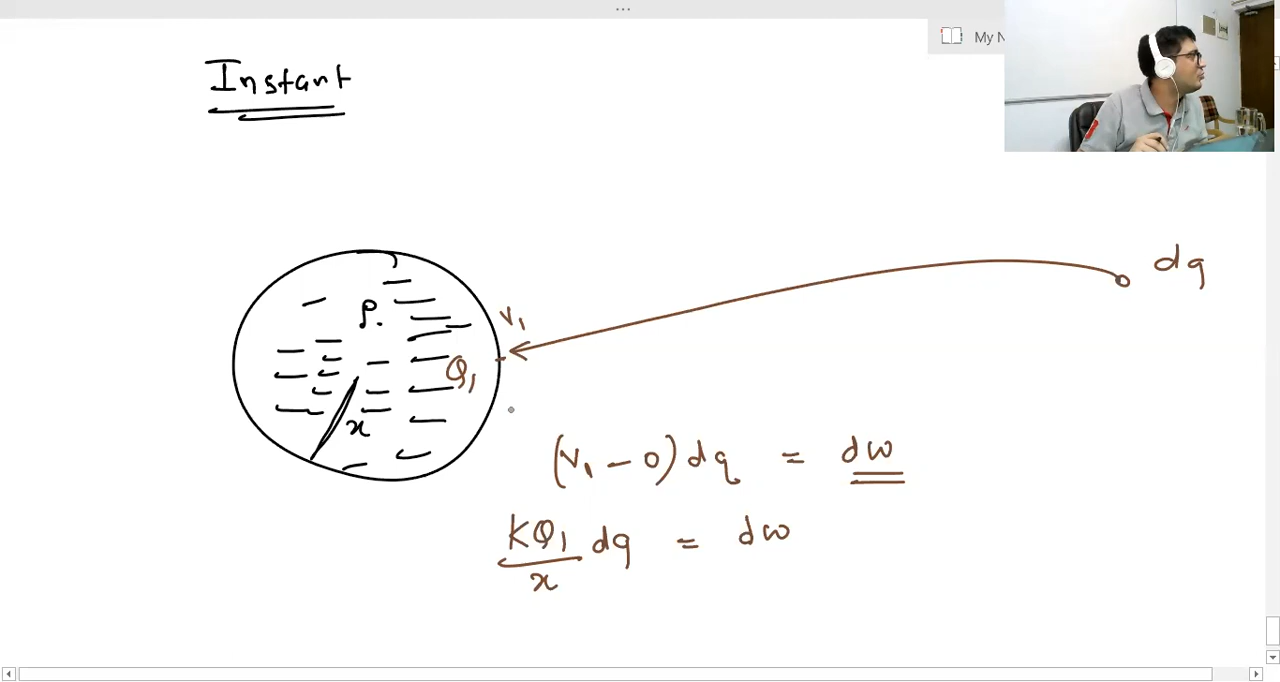 My N
Instant
dq
ρ.
V₁
Q₁
x
(V₁ - 0) dq = dw
KQ₁/x dq = dw